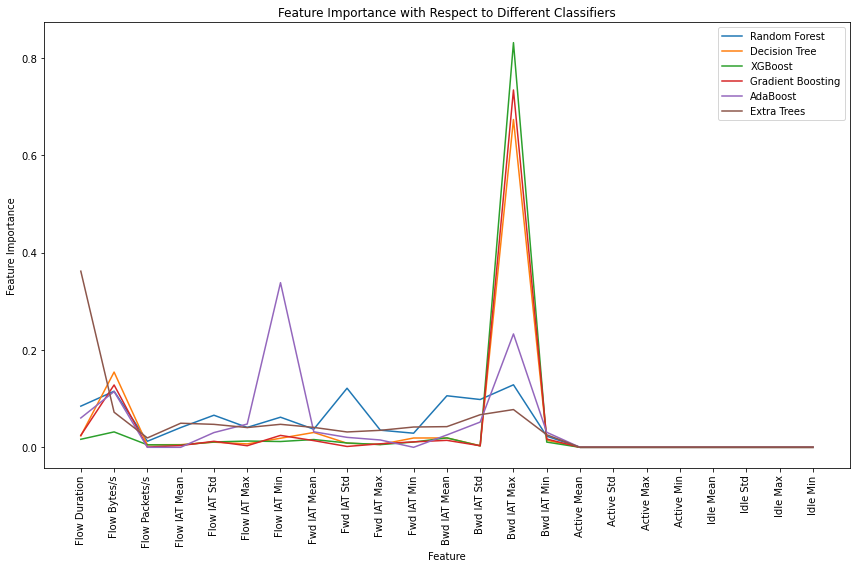 Feature Importance with Respect to Different Classifiers
Random Forest
Decision Tree
XGBoost
Gradient Boosting
AdaBoost
Extra Trees
Feature Importance
0.8
0.6
0.4
0.2
0.0
Flow Duration
Flow Bytes/s
Flow Packets/s
Flow IAT Mean
Flow IAT Std
Flow IAT Max
Flow IAT Min
Fwd IAT Mean
Fwd IAT Std
Fwd IAT Max
Fwd IAT Min
Bwd IAT Mean
Bwd IAT Std
Bwd IAT Max
Bwd IAT Min
Active Mean
Active Std
Active Max
Active Min
Idle Mean
Idle Std
Idle Max
Idle Min
Feature